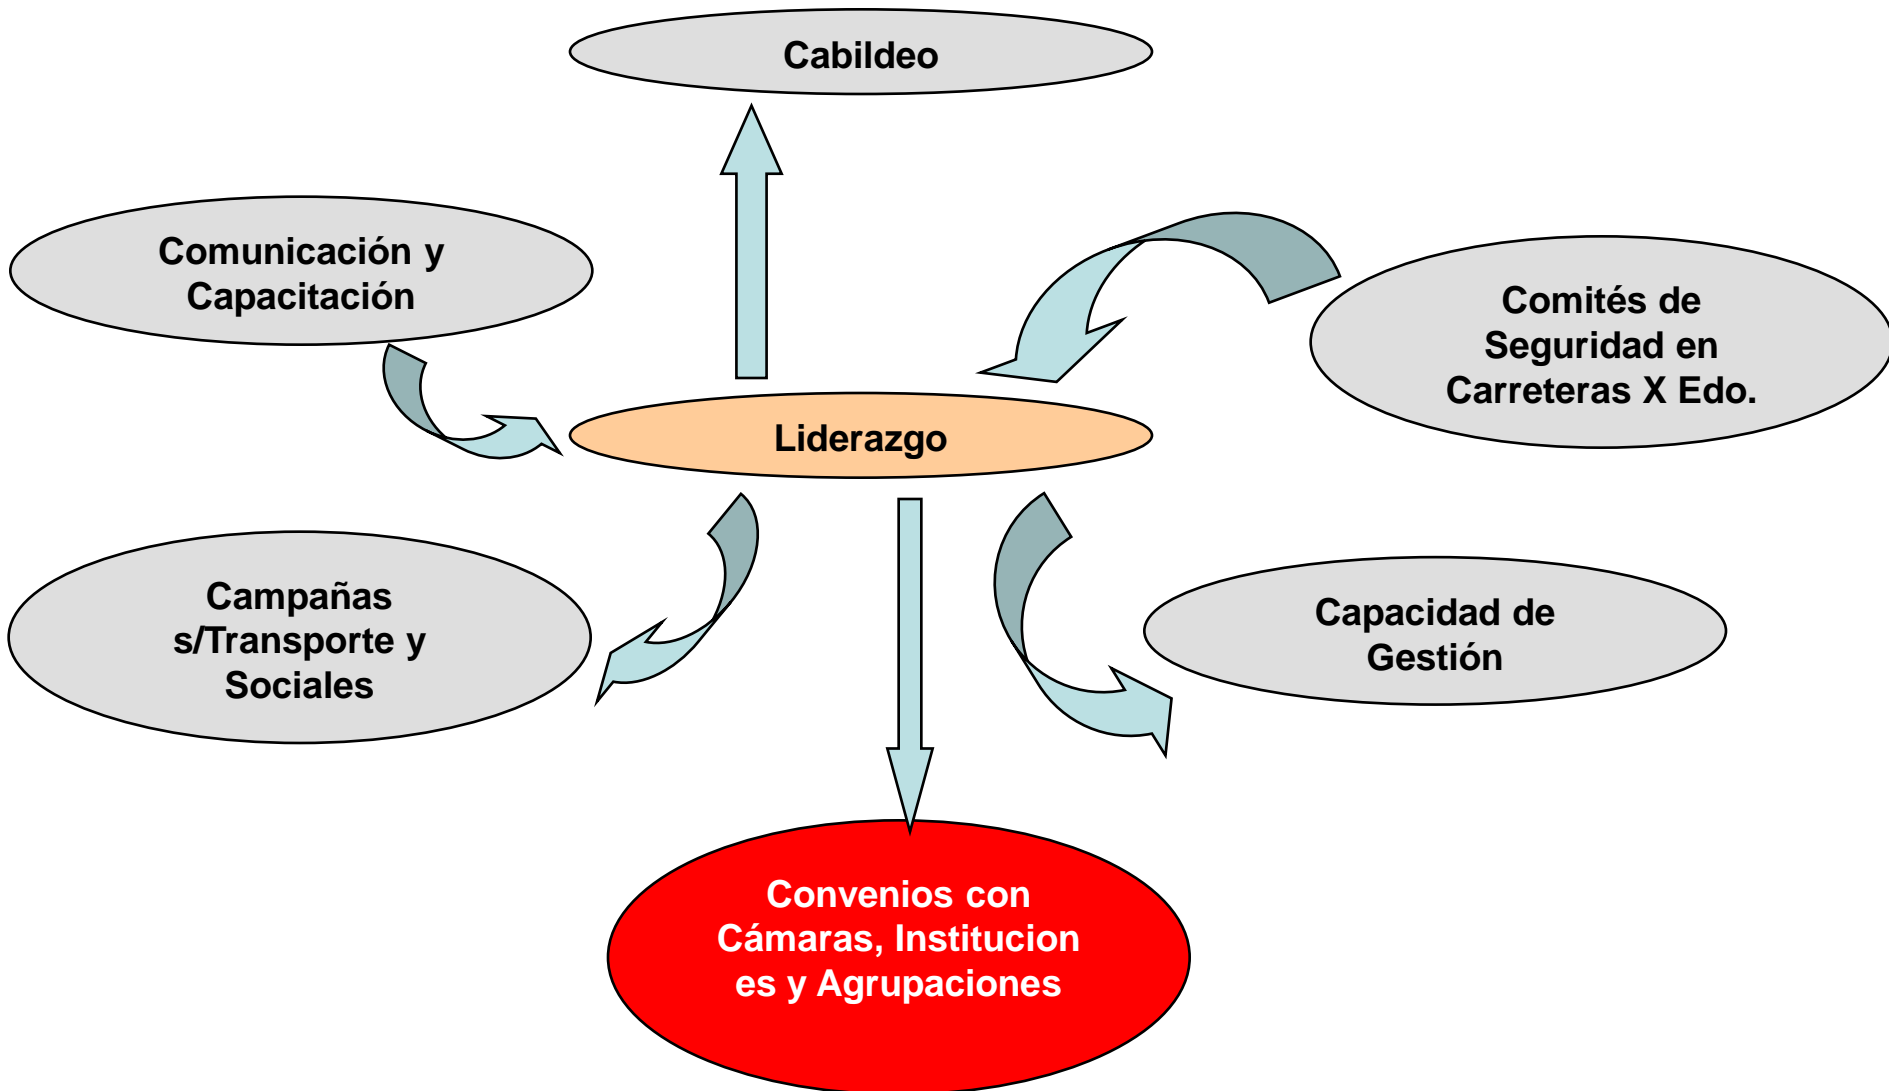 Cabildeo
Comunicación y
Capacitación
Comités de
Seguridad en
Carreteras X Edo.
Liderazgo
Campañas
s/Transporte y
Sociales
Capacidad de
Gestión
Convenios con
Cámaras, Institucion
es y Agrupaciones